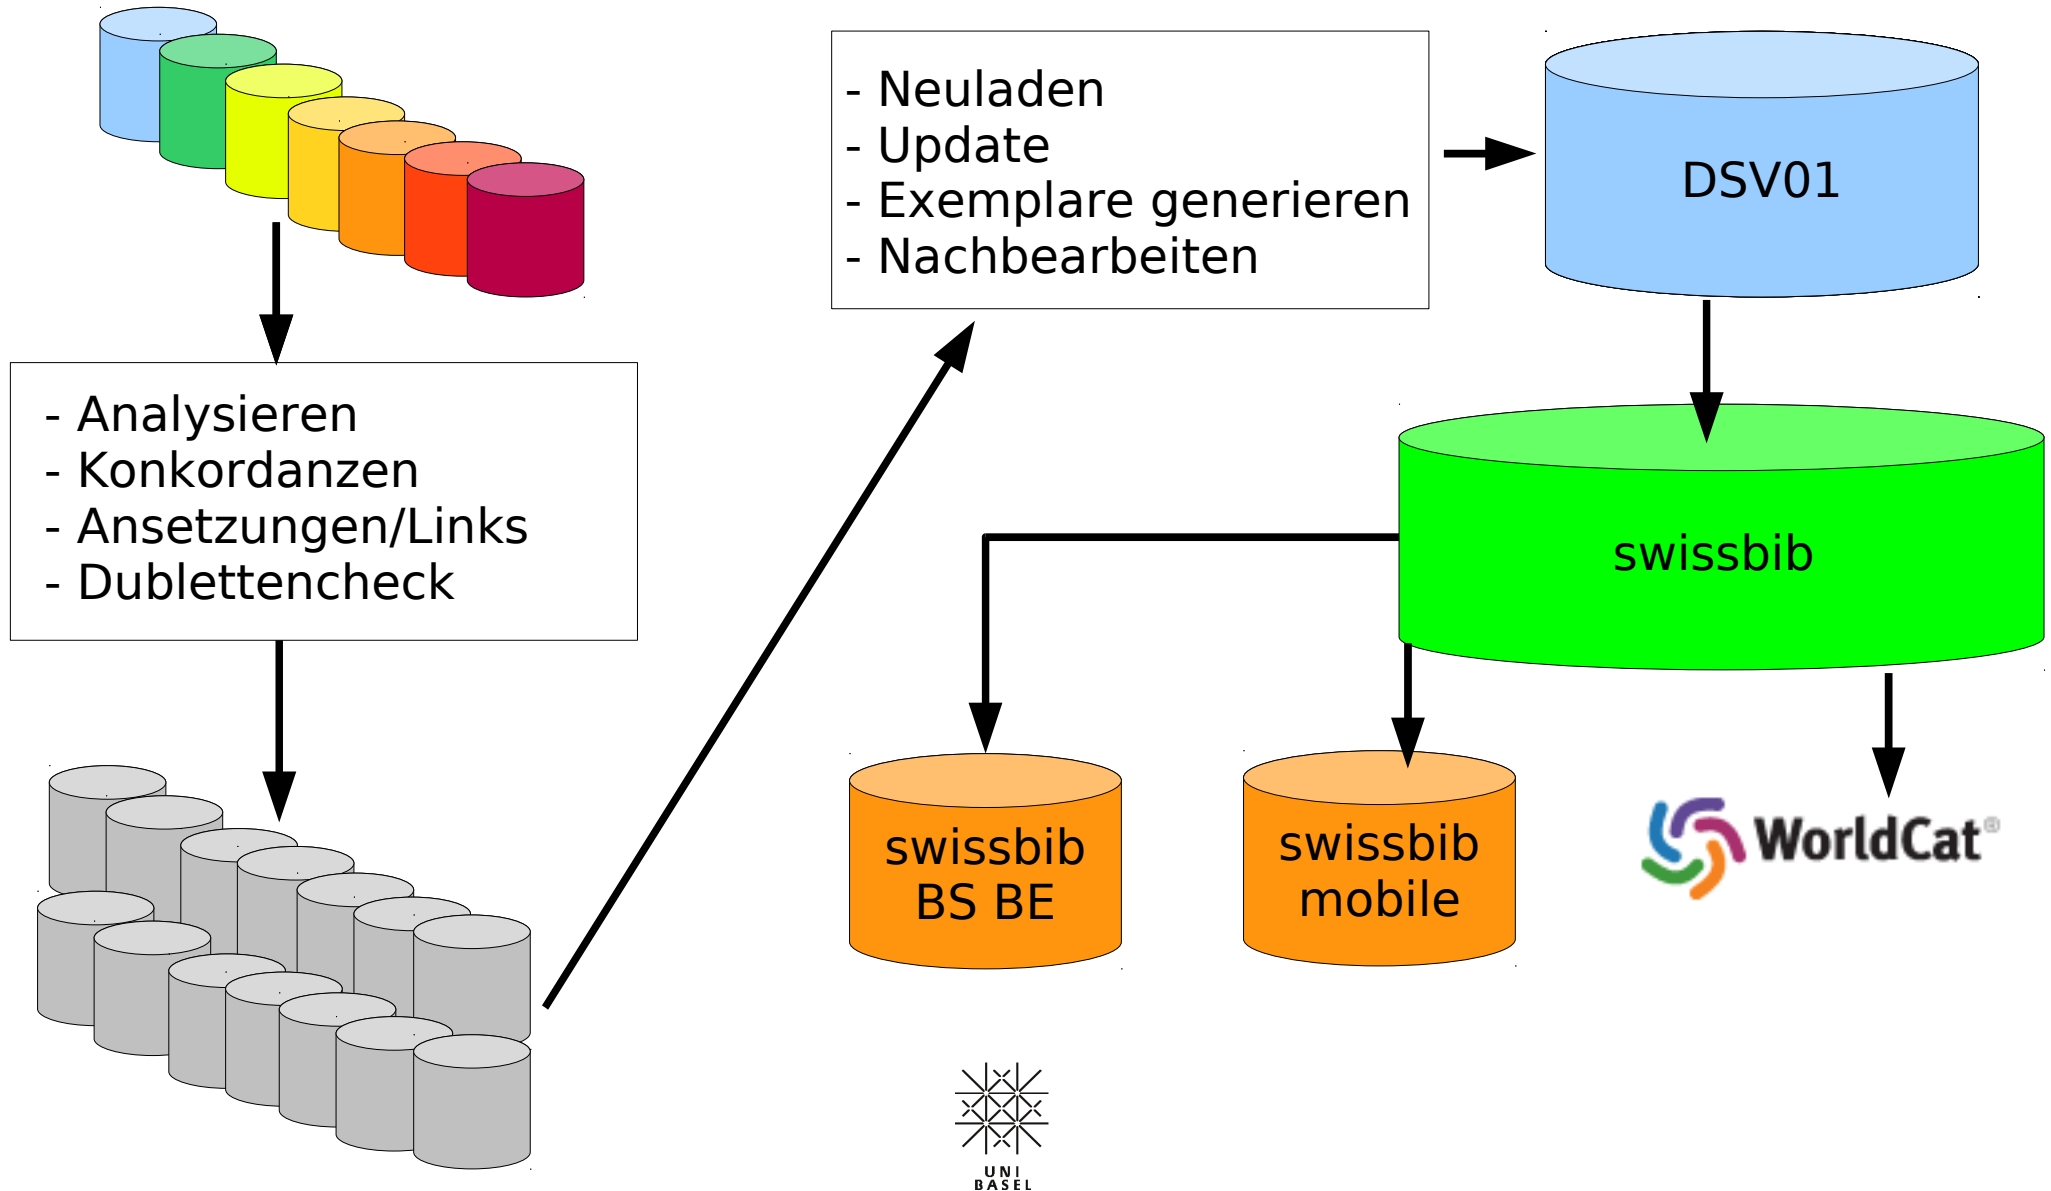 - Analysieren
- Konkordanzen
- Ansetzungen/Links
- Dublettencheck
- Neuladen
- Update
- Exemplare generieren
- Nachbearbeiten
DSV01
swissbib
swissbib
BS BE
swissbib
mobile
WorldCat®
UNI
BASEL